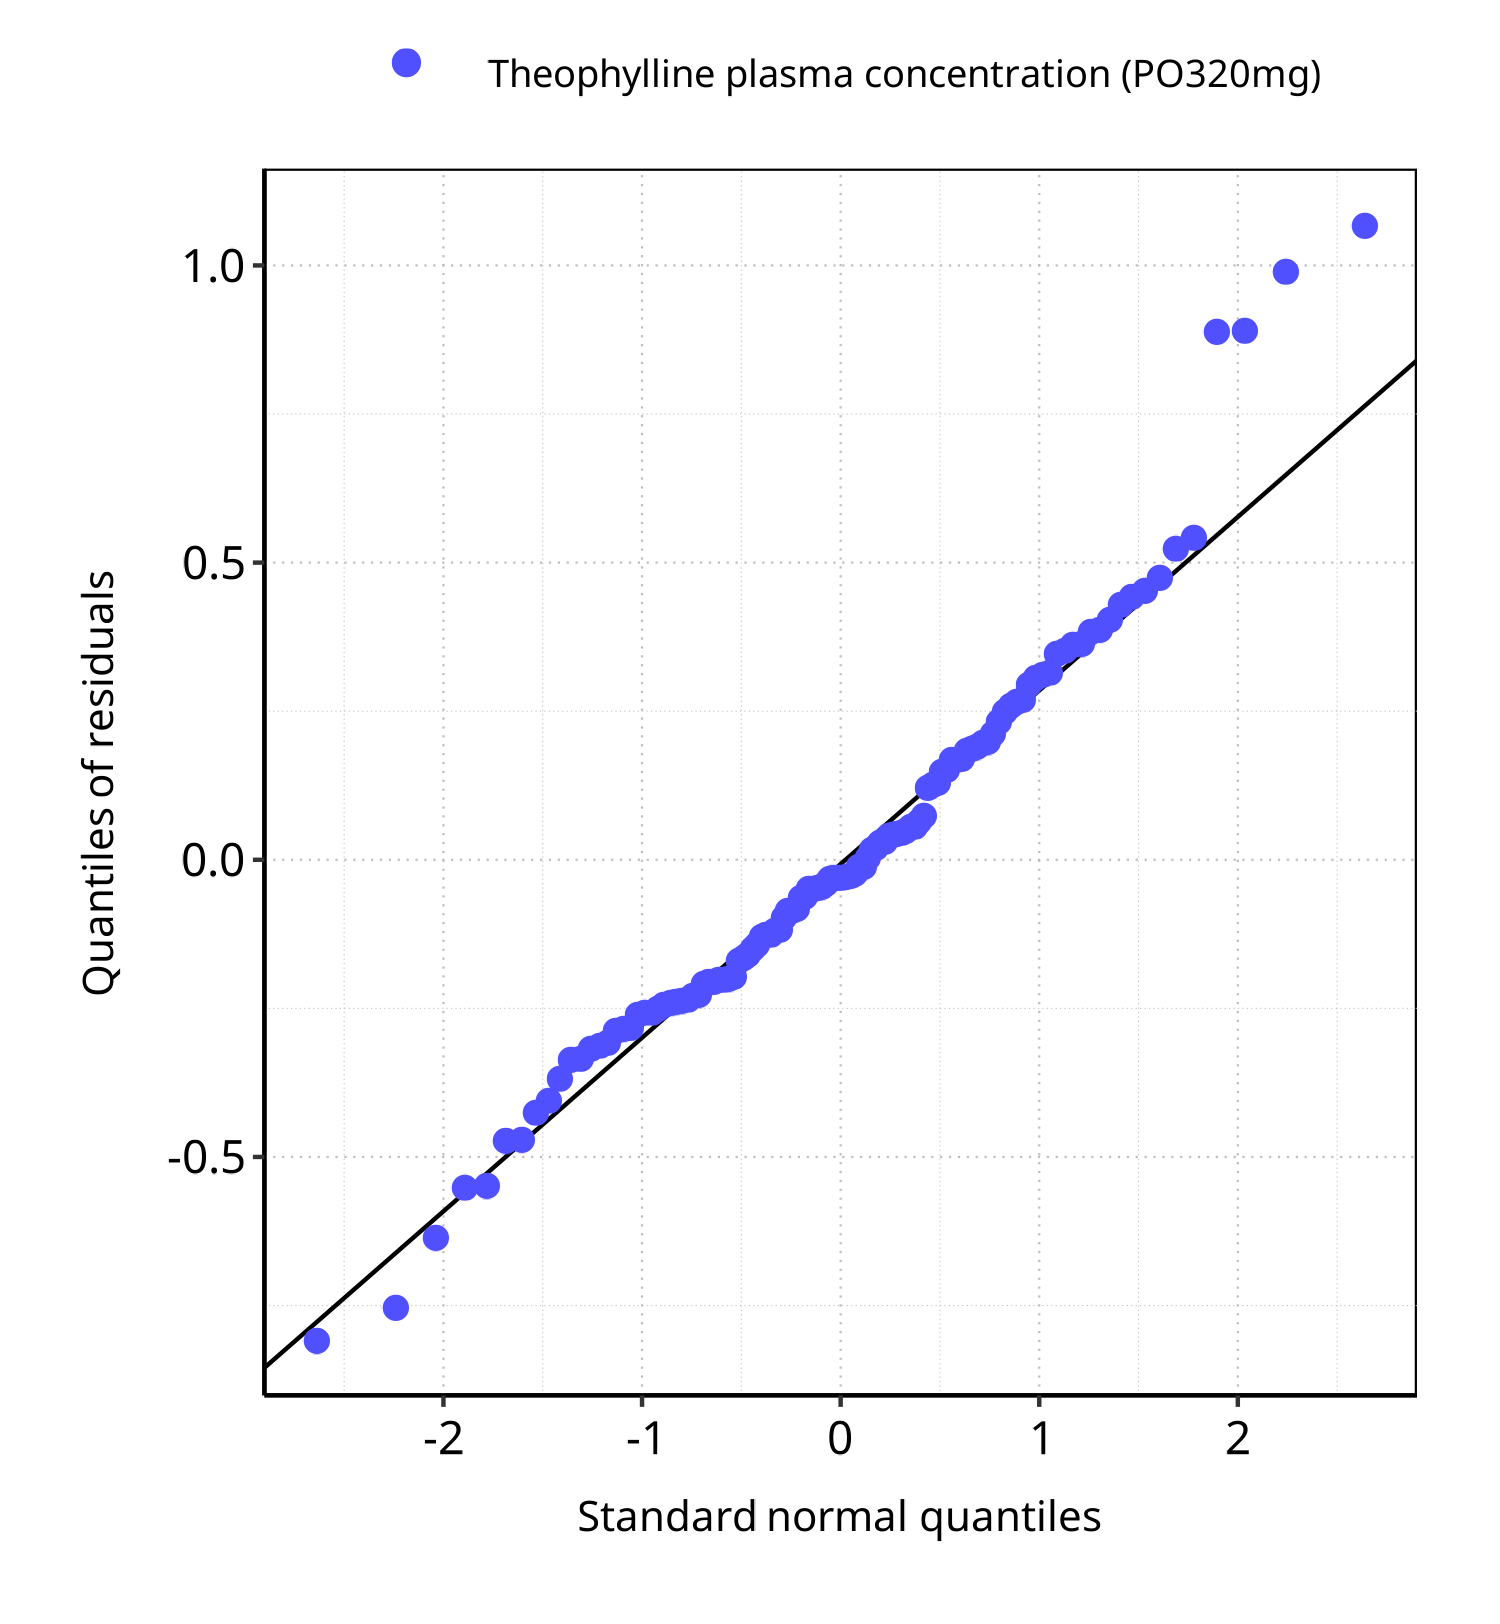 Theophylline plasma concentration (PO320mg)
1.0
0.5
0.0
-0.5
Quantiles of residuals
-2 -1 0 1 2
Standard normal quantiles